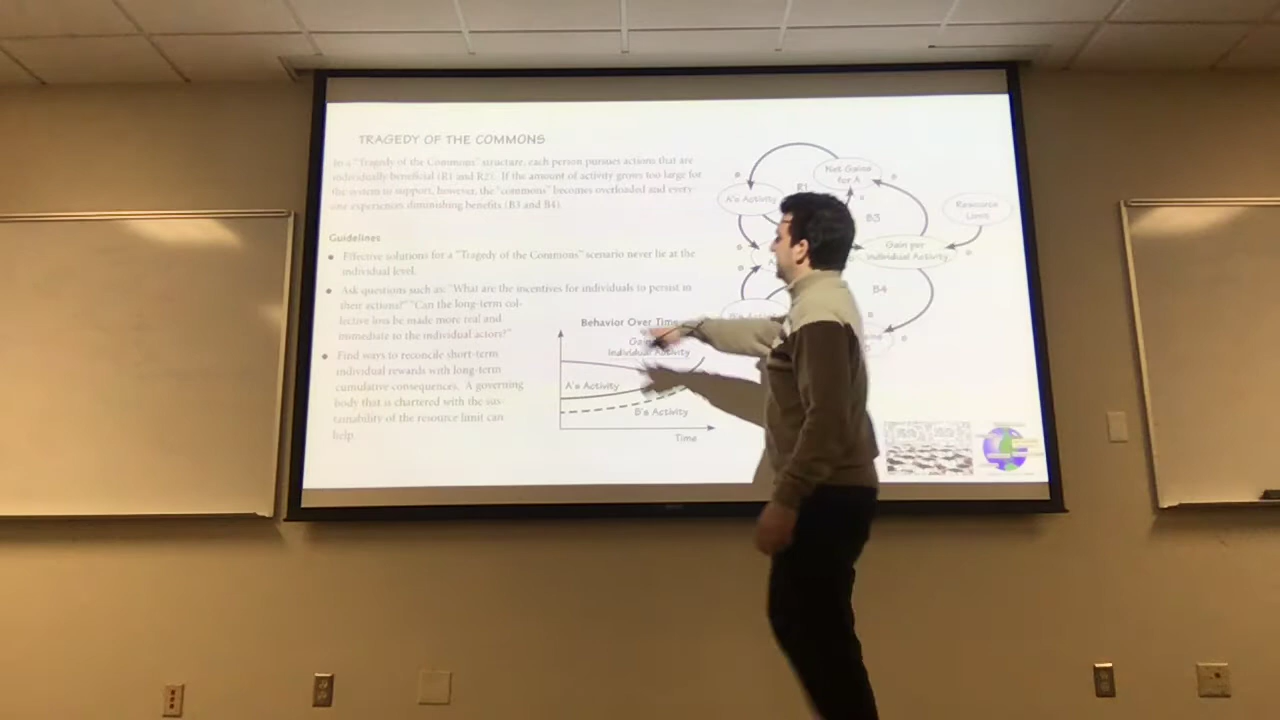 TRAGEDY OF THE COMMONS
In a "Tragedy of the Commons" structure, each person pursues actions that are
individually beneficial (R1 and R2). If the amount of activity grows too large for
the system to support, however, the "commons" becomes overloaded and every-
one experiences diminishing benefits (B3 and B4).
Guidelines
• Effective solutions for a "Tragedy of the Commons" scenario never lie at the
individual level.
• Ask questions such as: "What are the incentives for individuals to persist in
their actions?" "Can the long-term col-
lective loss be made more real and
immediate to the individual actors?"
• Find ways to reconcile short-term
individual rewards with long-term
cumulative consequences. A governing
body that is chartered with the sus-
tainability of the resource limit can
help.
Behavior Over Time
Individual Activity
A's Activity
B's Activity
Time
Net Gains
for A
R1
A's Activity
B3
Resource
Limit
Gain per
Individual Activity
B4